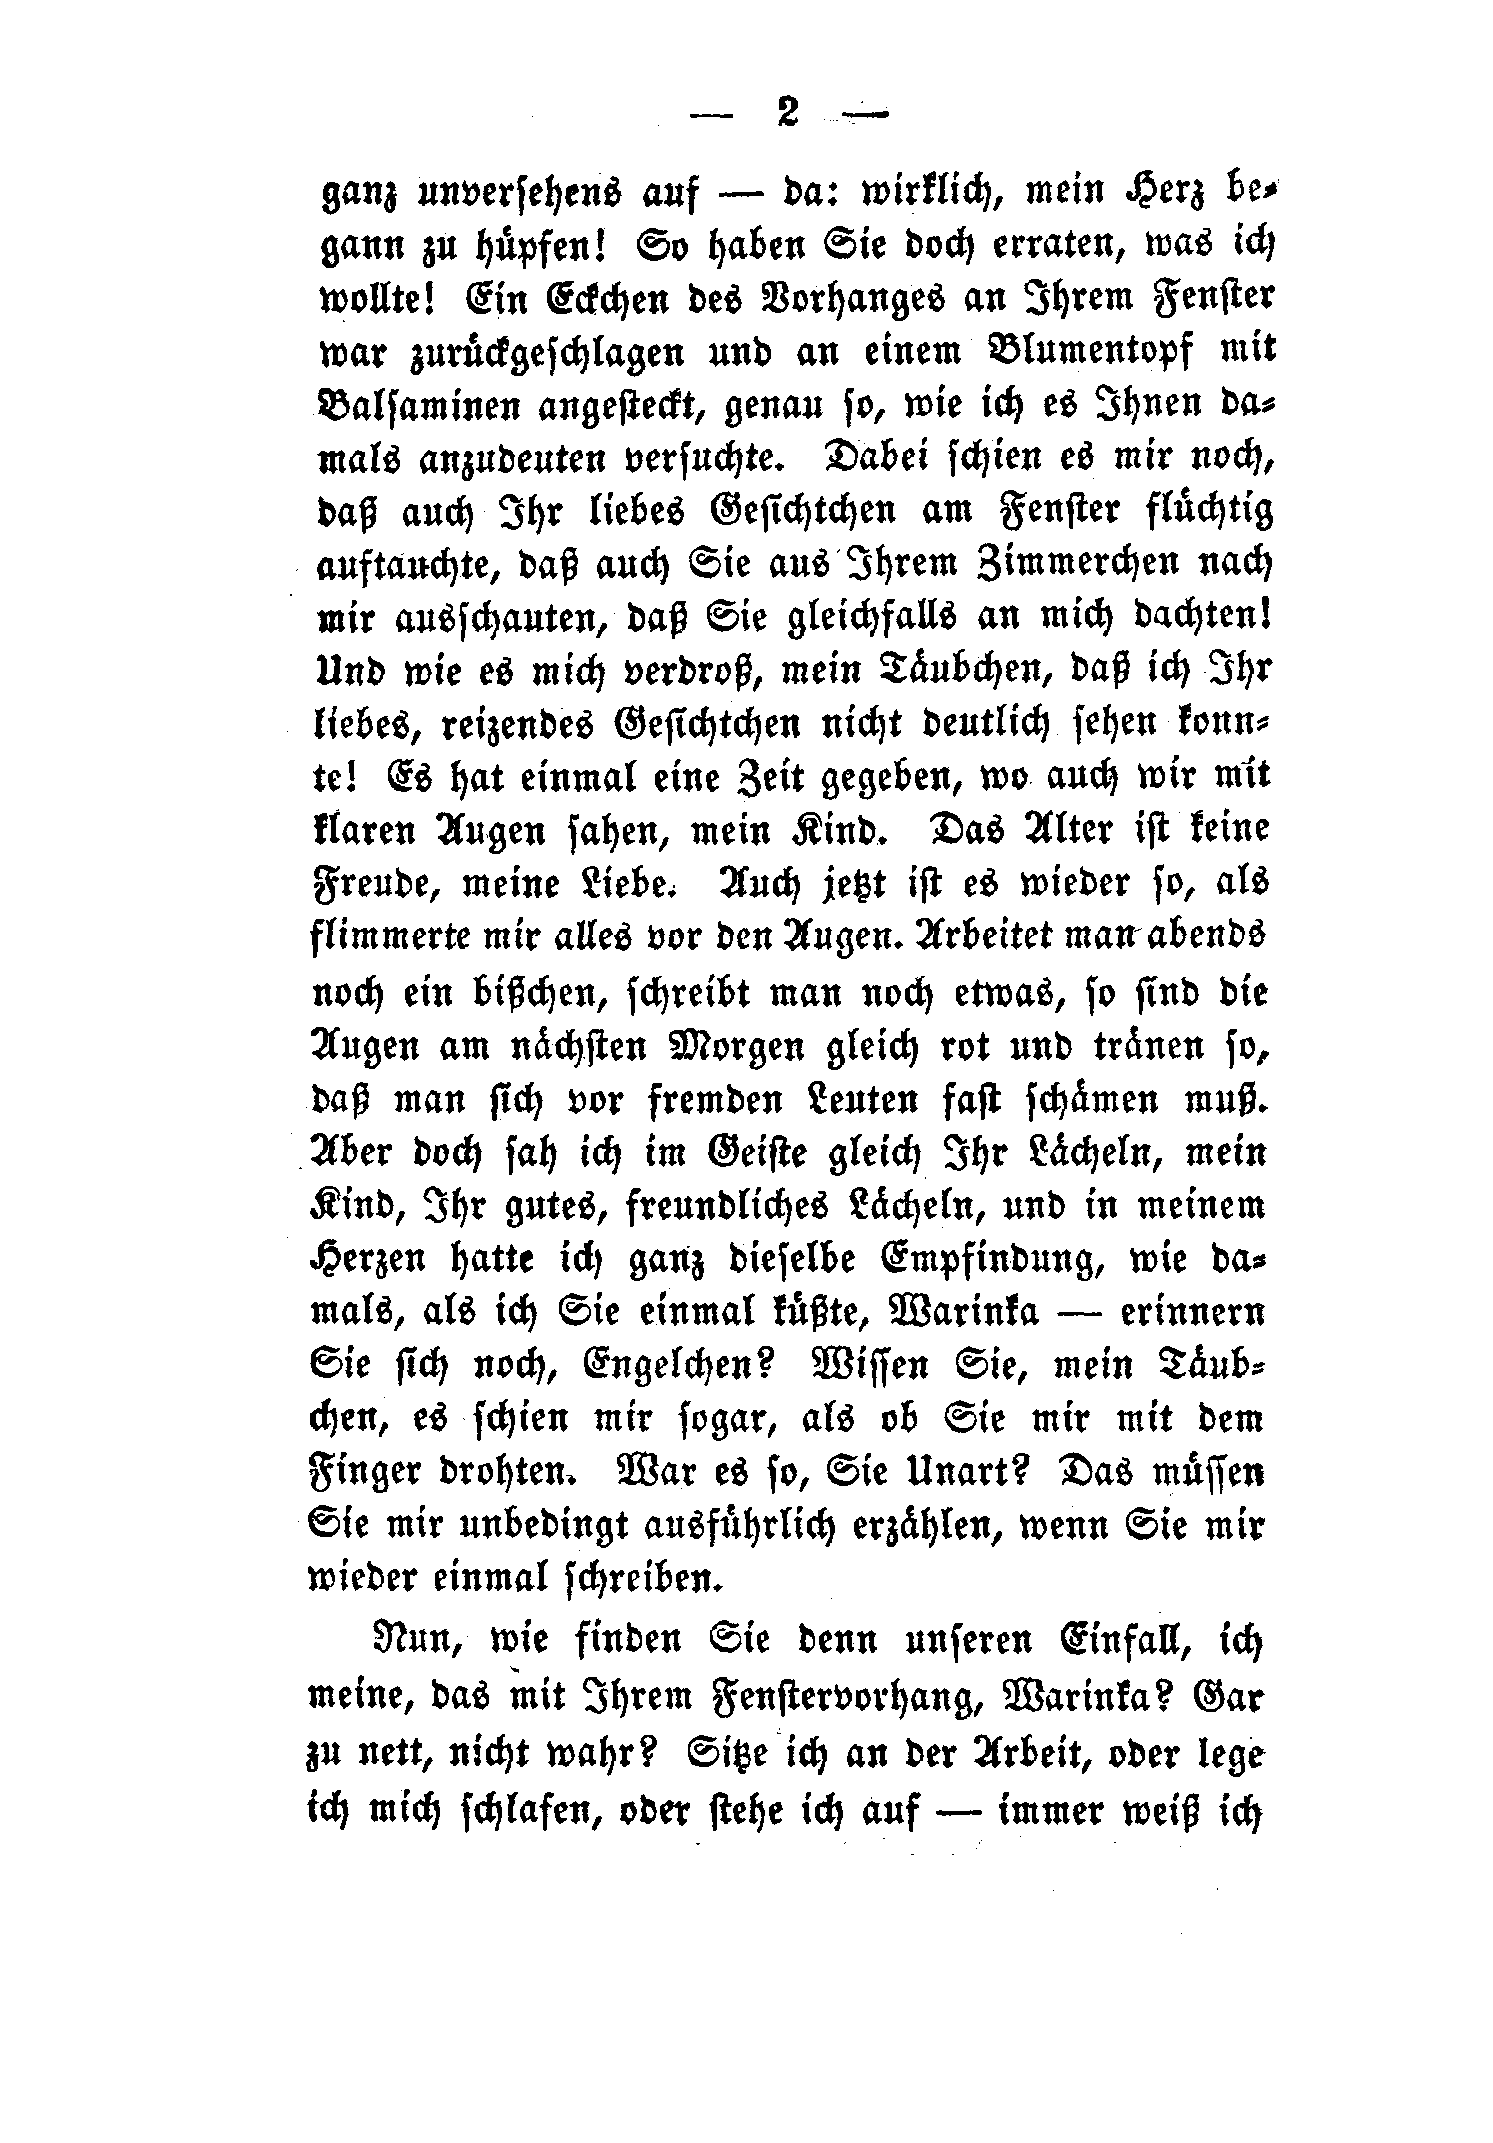 — 2 —
ganz unversehens auf — da: wirklich, mein Herz be-
gann zu hüpfen! So haben Sie doch erraten, was ich
wollte! Ein Eckchen des Vorhanges an Ihrem Fenster
war zurückgeschlagen und an einem Blumentopf mit
Balsaminen angesteckt, genau so, wie ich es Ihnen da-
mals anzudeuten versuchte. Dabei schien es mir noch,
daß auch Ihr liebes Gesichtchen am Fenster flüchtig
auftauchte, daß auch Sie aus Ihrem Zimmerchen nach
mir ausschauten, daß Sie gleichfalls an mich dachten!
Und wie es mich verdroß, mein Täubchen, daß ich Ihr
liebes, reizendes Gesichtchen nicht deutlich sehen konn-
te! Es hat einmal eine Zeit gegeben, wo auch wir mit
klaren Augen sahen, mein Kind. Das Alter ist keine
Freude, meine Liebe. Auch jetzt ist es wieder so, als
flimmerte mir alles vor den Augen. Arbeitet man abends
noch ein bißchen, schreibt man noch etwas, so sind die
Augen am nächsten Morgen gleich rot und tränen so,
daß man sich vor fremden Leuten fast schämen muß.
Aber doch sah ich im Geiste gleich Ihr Lächeln, mein
Kind, Ihr gutes, freundliches Lächeln, und in meinem
Herzen hatte ich ganz dieselbe Empfindung, wie da-
mals, als ich Sie einmal küßte, Warinka — erinnern
Sie sich noch, Engelchen? Wissen Sie, mein Täub-
chen, es schien mir sogar, als ob Sie mir mit dem
Finger drohten. War es so, Sie Unart? Das müssen
Sie mir unbedingt ausführlich erzählen, wenn Sie mir
wieder einmal schreiben.
Nun, wie finden Sie denn unseren Einfall, ich
meine, das mit Ihrem Fenstervorhang, Warinka? Gar
zu nett, nicht wahr? Sitze ich an der Arbeit, oder lege
ich mich schlafen, oder stehe ich auf — immer weiß ich